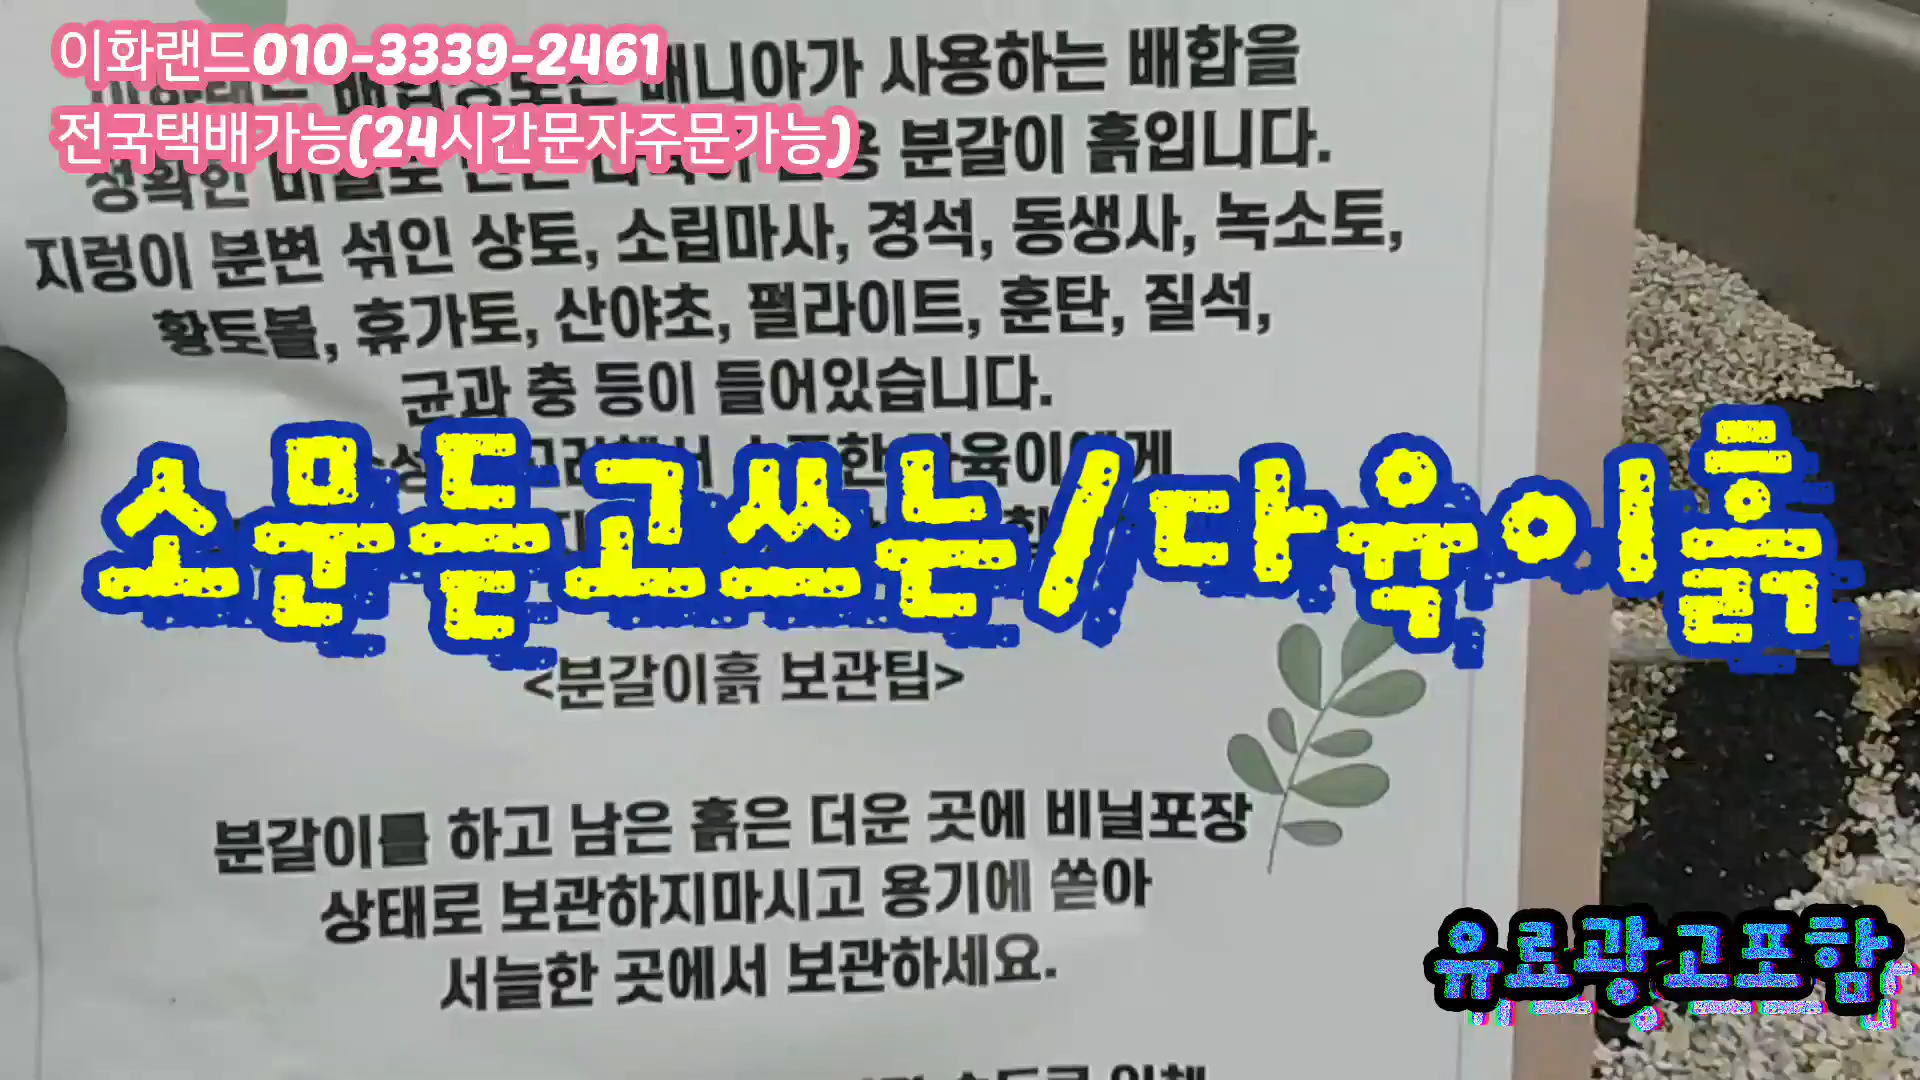 이화랜드010-3339-2461
전국택배가능(24시간문자주문가능)
매니아가 사용하는 배합을
분갈이 흙입니다.
지렁이 분변 섞인 상토, 소립마사, 경석, 동생사, 녹소토,
황토볼, 휴가토, 산야초, 펄라이트, 훈탄, 질석,
균과 충 등이 들어있습니다.
소문듣고쓰는/다육이흙
<분갈이흙 보관팁>
분갈이를 하고 남은 흙은 더운 곳에 비닐포장
상태로 보관하지마시고 용기에 쏟아
서늘한 곳에서 보관하세요.
유료광고포함